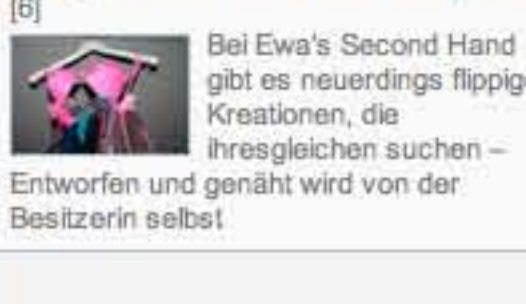 [6]
Bei Ewa's Second Hand
gibt es neuerdings flippig
Kreationen, die
ihresgleichen suchen –
Entworfen und genäht wird von der
Besitzerin selbst